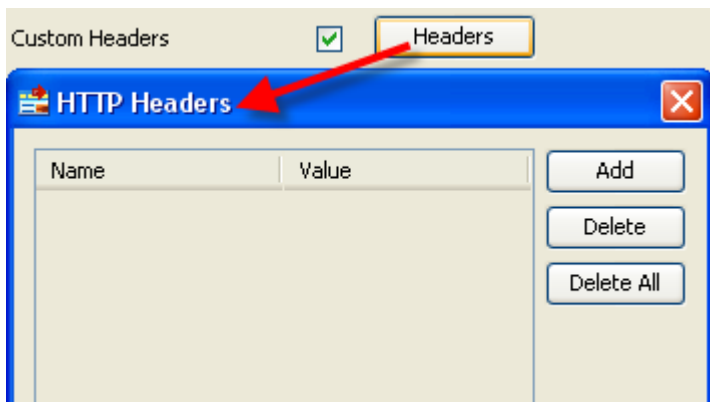 Custom Headers Headers
HTTP Headers
Name Value Add
Delete
Delete All